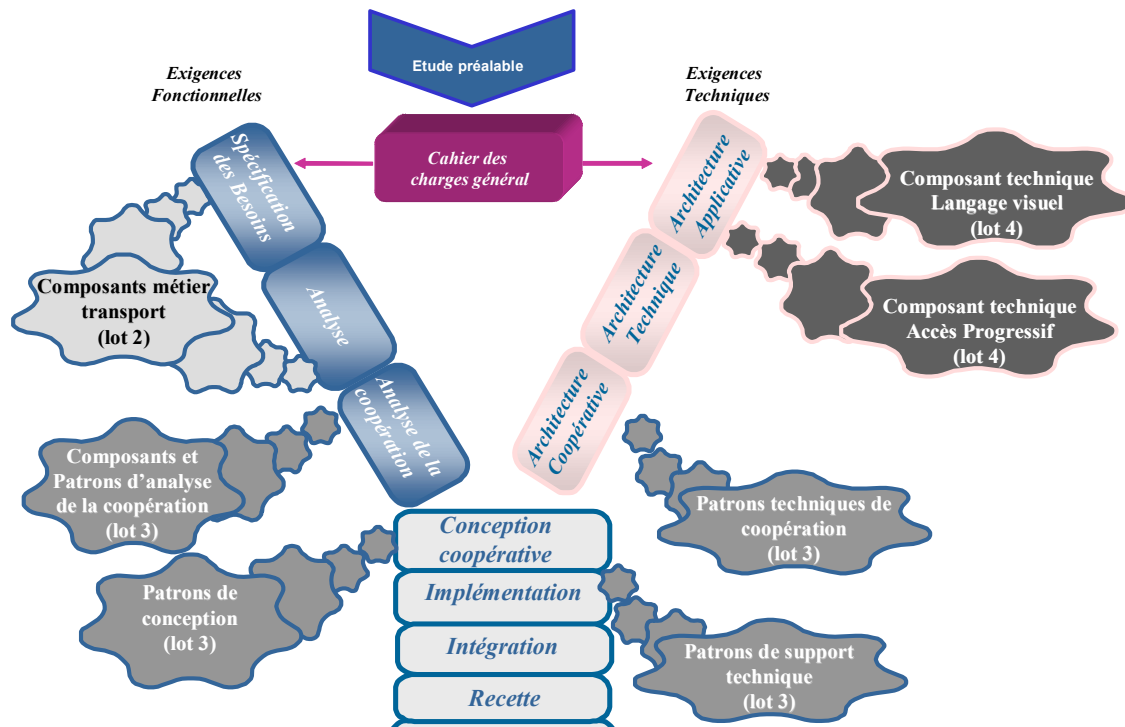 Etude préalable
Exigences
Fonctionnelles
Exigences
Techniques
Cahier des
charges général
Spécification
des Besoins
Analyse
Analyse de la
coopération
Architecture
Applicative
Architecture
Technique
Architecture
Coopérative
Composants métier
transport
(lot 2)
Composant technique
Langage visuel
(lot 4)
Composant technique
Accès Progressif
(lot 4)
Composants et
Patrons d'analyse
de la coopération
(lot 3)
Patrons techniques de
coopération
(lot 3)
Patrons de
conception
(lot 3)
Patrons de support
technique
(lot 3)
Conception
coopérative
Implémentation
Intégration
Recette